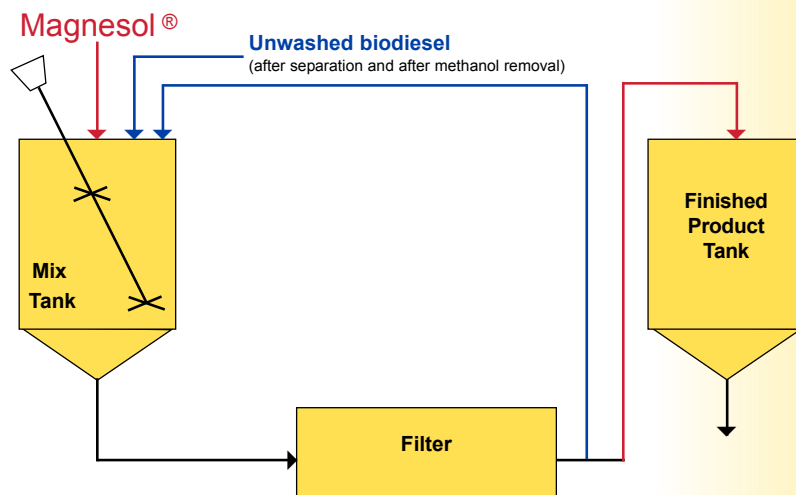 Magnesol ®
Unwashed biodiesel
(after separation and after methanol removal)
Mix
Tank
Finished
Product
Tank
Filter